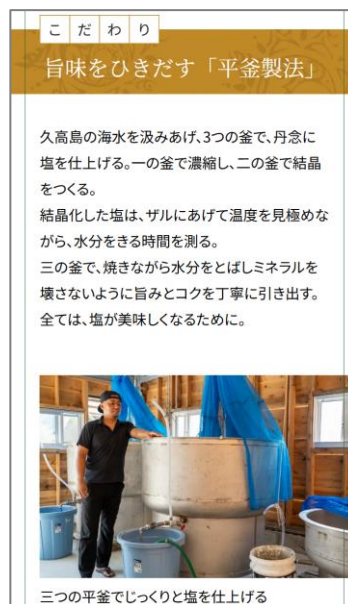 こだわり
旨味をひきだす「平釜製法」
久高島の海水を汲みあげ、3つの釜で、丹念に
塩を仕上げる。一の釜で濃縮し、二の釜で結晶
をつくる。
結晶化した塩は、ザルにあげて温度を見極めな
がら、水分をきる時間を測る。
三の釜で、焼きながら水分をとばしミネラルを
壊さないように旨みとコクを丁寧に引き出す。
全ては、塩が美味しくなるために。
三つの平釜でじっくりと塩を仕上げる